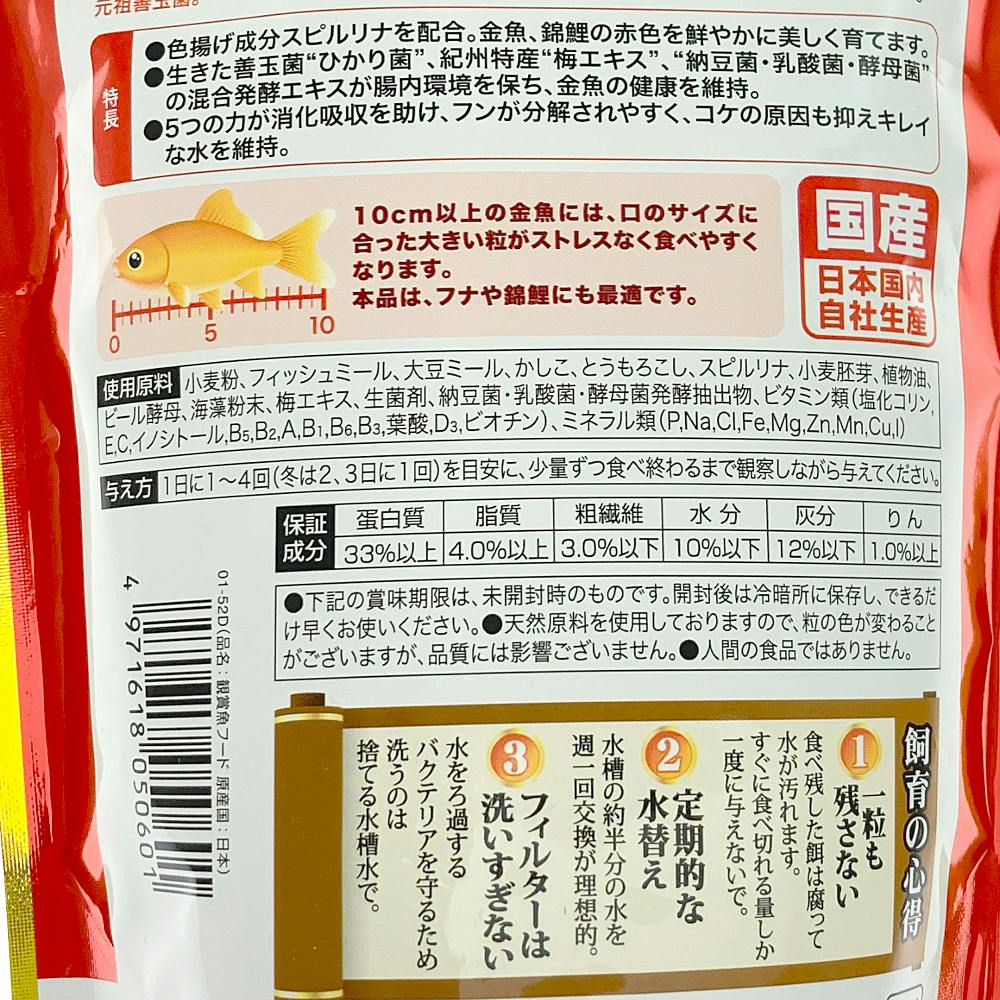 元祖善玉菌。
特長
●色揚げ成分スピルリナを配合。金魚、錦鯉の赤色を鮮やかに美しく育てます。
●生きた善玉菌“ひかり菌”、紀州特産“梅エキス”、“納豆菌・乳酸菌・酵母菌”
の混合発酵エキスが腸内環境を保ち、金魚の健康を維持。
●5つの力が消化吸収を助け、フンが分解されやすく、コケの原因も抑えキレイ
な水を維持。
10cm以上の金魚には、口のサイズに
合った大きい粒がストレスなく食べやすく
なります。
本品は、フナや錦鯉にも最適です。
0 5 10
国産
日本国内
自社生産
使用原料 小麦粉、フィッシュミール、大豆ミール、かしこ、とうもろこし、スピルリナ、小麦胚芽、植物油、
ビール酵母、海藻粉末、梅エキス、生菌剤、納豆菌・乳酸菌・酵母菌発酵抽出物、ビタミン類(塩化コリン,
E,C,イノシトール,B5,B2,A,B1,B6,B3,葉酸,D3,ビオチン)、ミネラル類(P,Na,Cl,Fe,Mg,Zn,Mn,Cu,I)
与え方 1日に1～4回(冬は2、3日に1回)を目安に、少量ずつ食べ終わるまで観察しながら与えてください。
保証
成分
蛋白質 脂質 粗繊維 水分 灰分 りん
33%以上 4.0%以上 3.0%以下 10%以下 12%以下 1.0%以上
●下記の賞味期限は、未開封時のものです。開封後は冷暗所に保存し、できるだ
け早くお使いください。●天然原料を使用しておりますので、粒の色が変わること
がございますが、品質には影響ございません。●人間の食品ではありません。
01-52D(品名：観賞魚フード 原産国：日本)
4 971618 050601
飼育の心得
1
一粒も
残さない
食べ残した餌は腐って
水が汚れます。
すぐに食べ切れる量しか
一度に与えないで。
2
定期的な
水替え
水槽の約半分の水を
週一回交換が理想的。
3
フィルターは
洗いすぎない
水をろ過する
バクテリアを守るため
洗うのは
捨てる水槽水で。